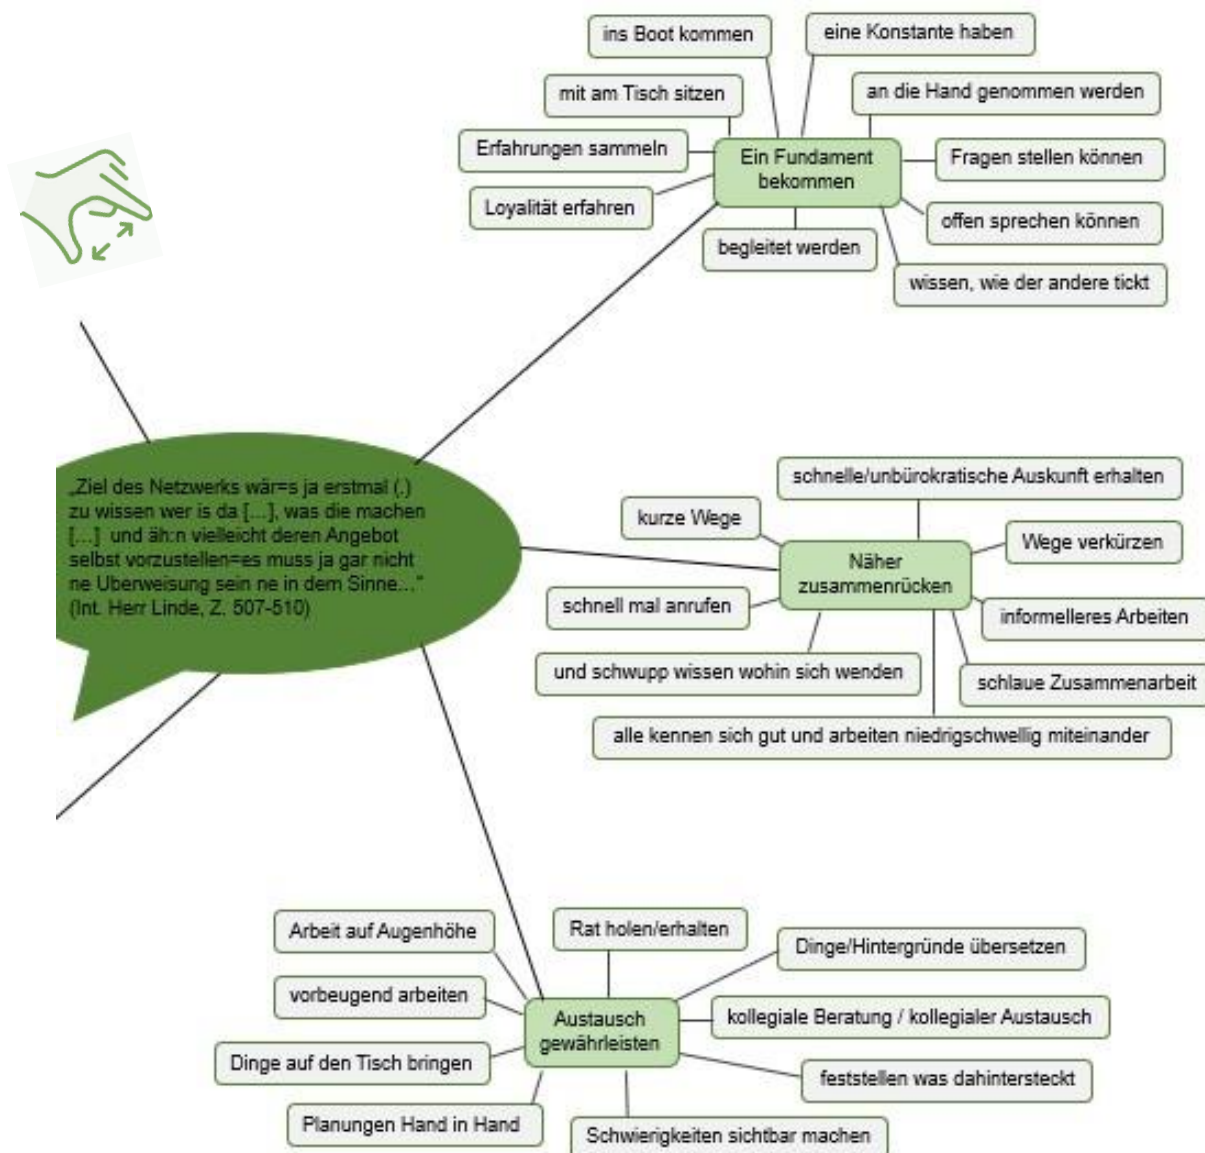 ins Boot kommen
eine Konstante haben
mit am Tisch sitzen
an die Hand genommen werden
Erfahrungen sammeln
Ein Fundament
bekommen
Fragen stellen können
Loyalität erfahren
offen sprechen können
begleitet werden
wissen, wie der andere tickt
„Ziel des Netzwerks wär=s ja erstmal (.)
zu wissen wer is da [...], was die machen
[...]  und äh:n vielleicht deren Angebot
selbst vorzustellen=es muss ja gar nicht
ne Überweisung sein ne in dem Sinne...“
(Int. Herr Linde, Z. 507-510)
schnelle/unbürokratische Auskunft erhalten
kurze Wege
Wege verkürzen
Näher
zusammenrücken
schnell mal anrufen
informelleres Arbeiten
und schwupp wissen wohin sich wenden
schlaue Zusammenarbeit
alle kennen sich gut und arbeiten niedrigschwellig miteinander
Arbeit auf Augenhöhe
Rat holen/erhalten
Dinge/Hintergründe übersetzen
vorbeugend arbeiten
Austausch
gewährleisten
kollegiale Beratung / kollegialer Austausch
Dinge auf den Tisch bringen
feststellen was dahintersteckt
Planungen Hand in Hand
Schwierigkeiten sichtbar machen